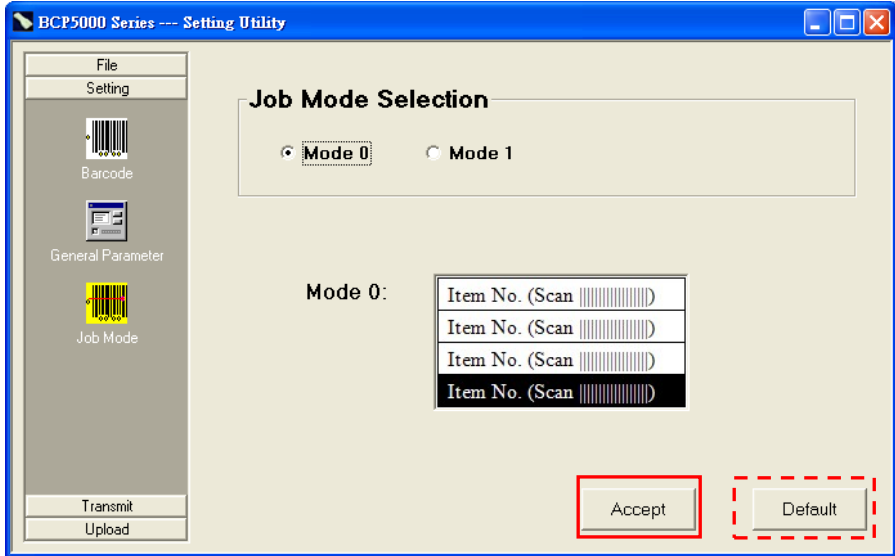 BCP5000 Series --- Setting Utility
File
Setting
Barcode
General Parameter
Job Mode
Transmit
Upload
Job Mode Selection
Mode 0 Mode 1
Mode 0:
Item No. (Scan ||||||||||||||||||)
Item No. (Scan ||||||||||||||||||)
Item No. (Scan ||||||||||||||||||)
Item No. (Scan ||||||||||||||||||)
Accept Default